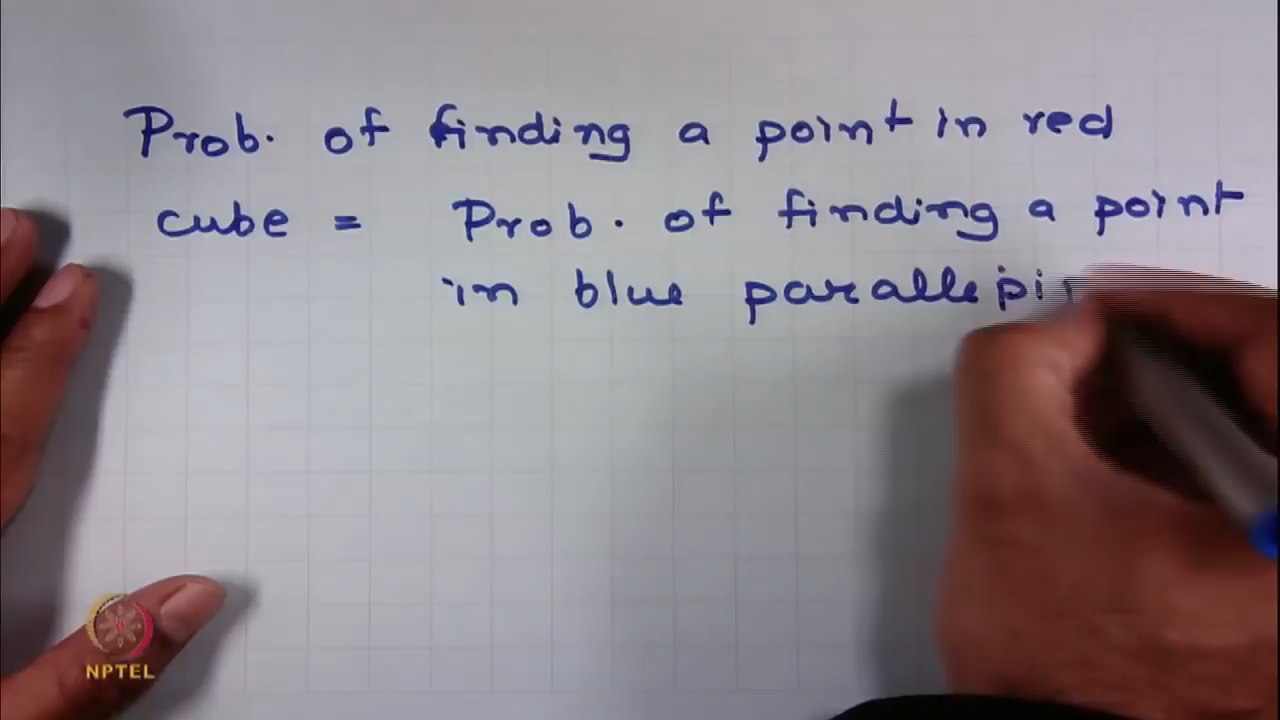 Prob. of finding a point in red
cube = Prob. of finding a point
in blue parallepi
NPTEL